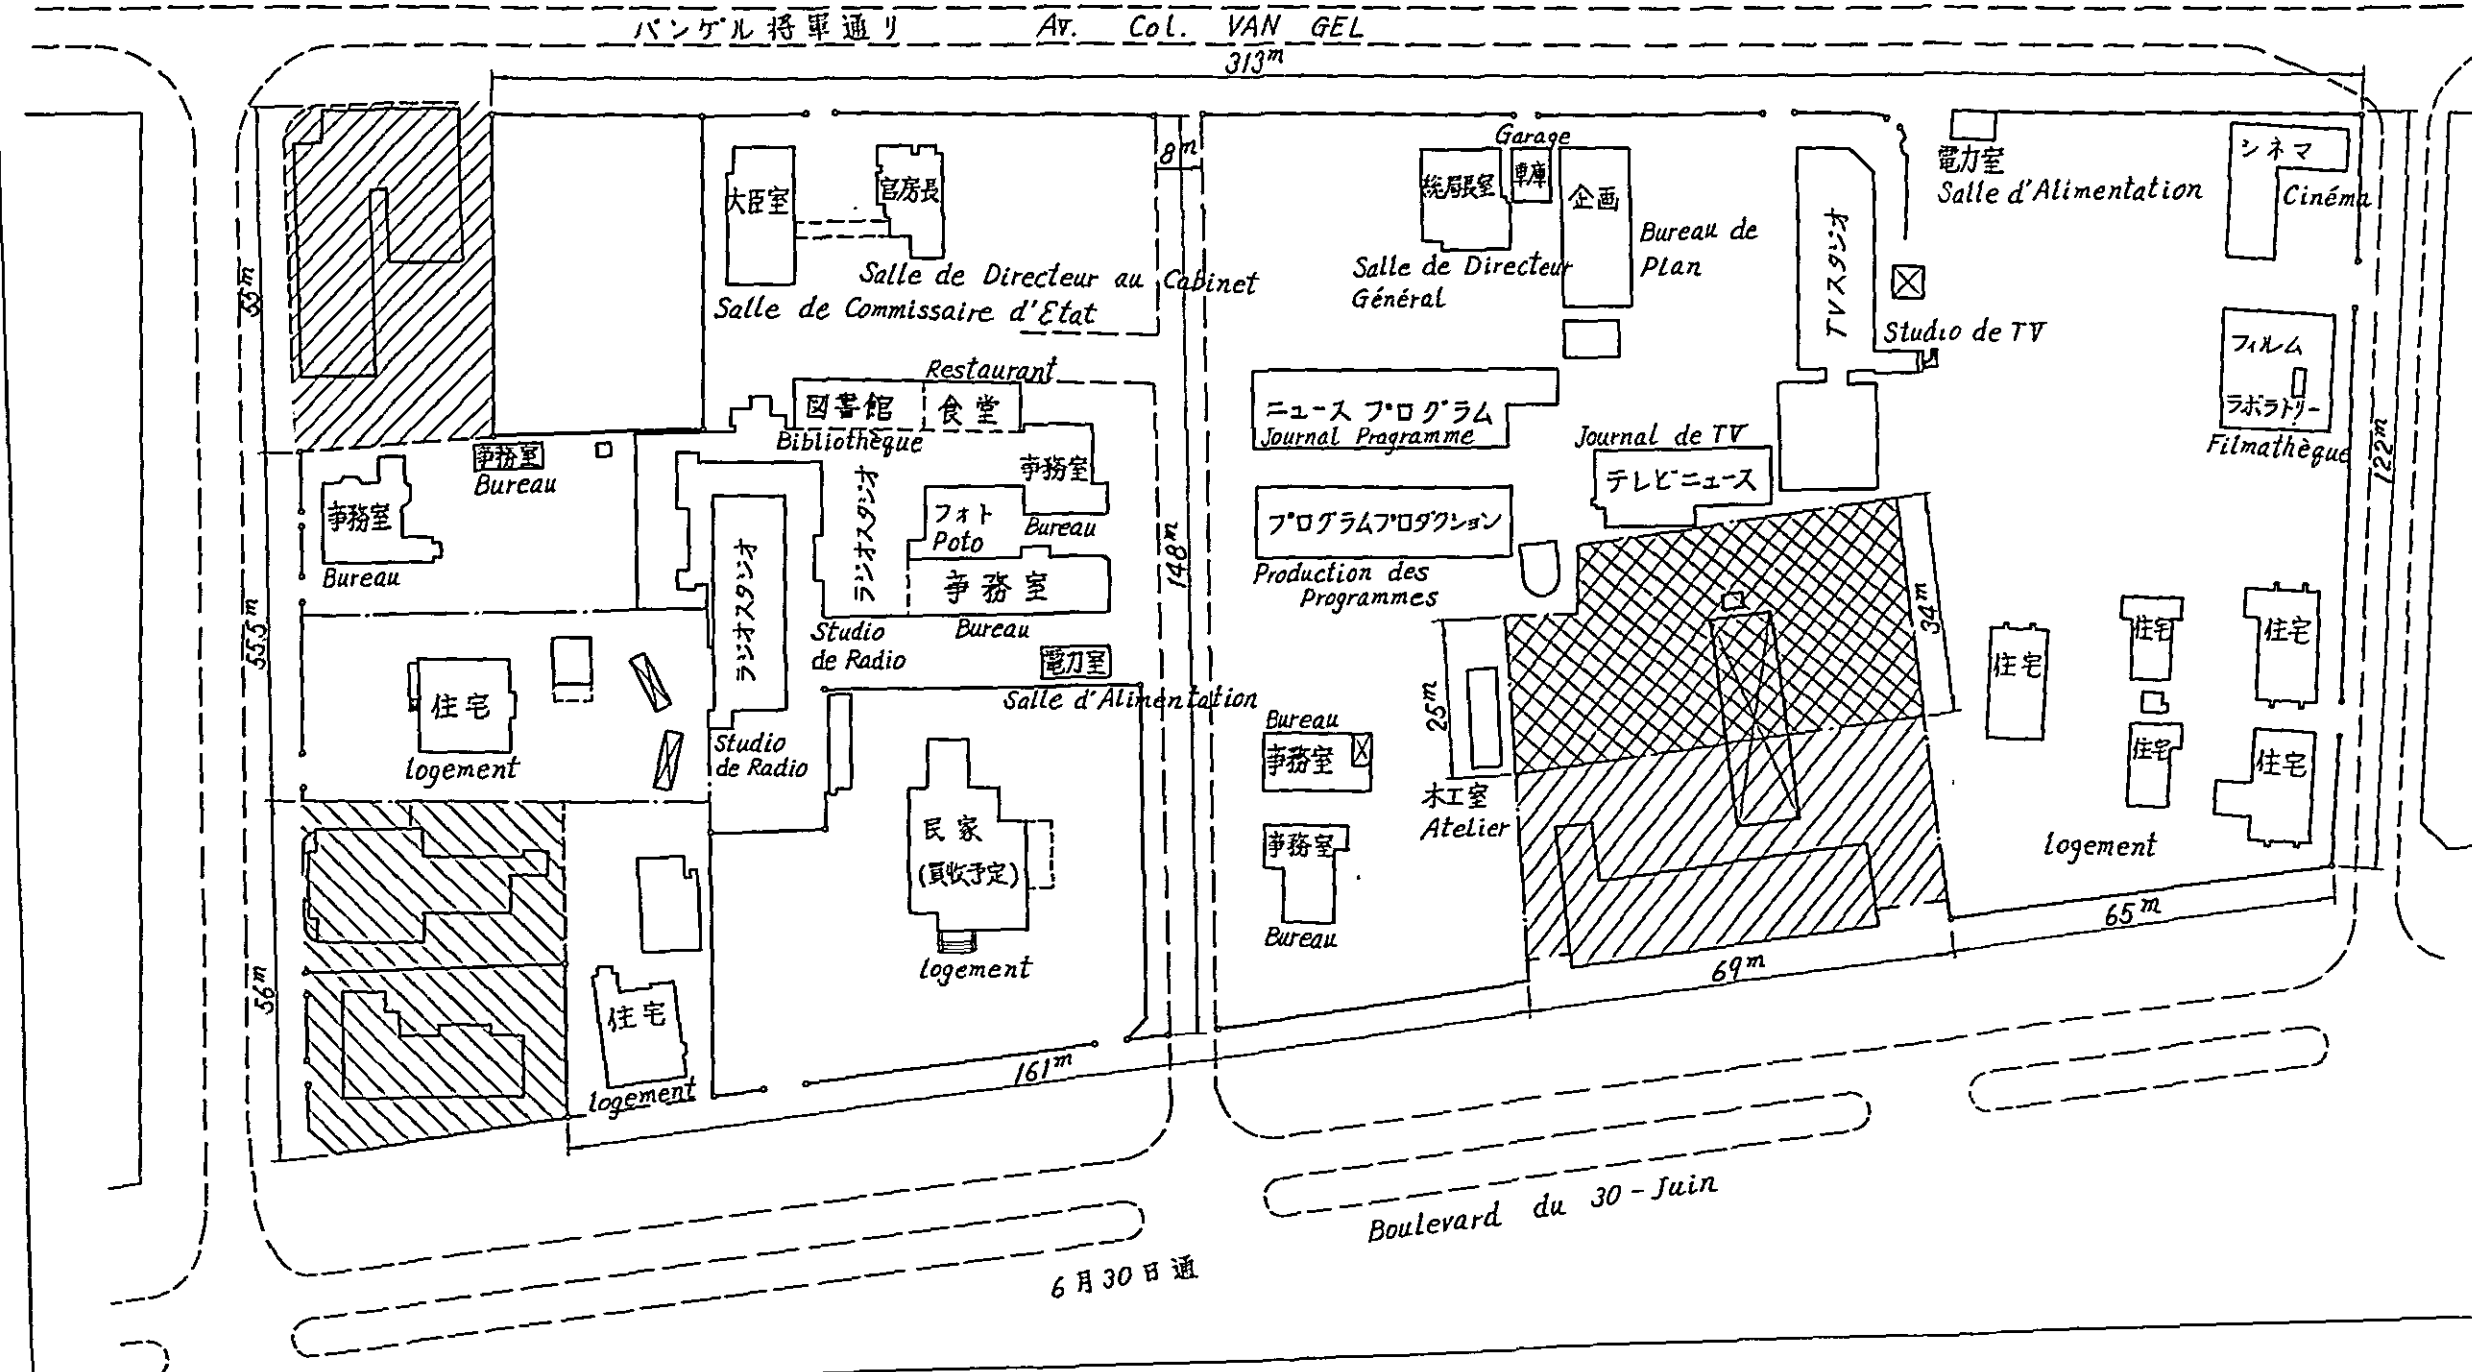 バンゲル将軍通り Av. Col. VAN GEL
313m
8m
Garage
大臣室
官房長
総局長室
車庫
企画
電力室
Salle d'Alimentation
シネマ
Cinéma
Bureau de
Plan
TVスタジオ
Salle de Directeur au Cabinet
Salle de Commissaire d'Etat
Salle de Directeur
Général
55m
Studio de TV
フィルム
ラボラトリー
Filmathèque
122m
Restaurant
図書館
食堂
Bibliothèque
ニュース プログラム
Journal Programme
Journal de TV
テレビニュース
事務室
Bureau
事務室
Bureau
事務室
Bureau
ラジオスタジオ
フォト
Poto
事務室
Bureau
プログラムプロダクション
Production des
Programmes
148m
34m
55.5m
ラジオスタジオ
Studio
de Radio
電力室
Salle d'Alimentation
住宅
住宅
住宅
住宅
logement
Studio
de Radio
25m
Bureau
事務室
住宅
住宅
木工室
Atelier
民家
(買収予定)
logement
事務室
Bureau
logement
56m
住宅
logement
69m
65m
161m
Boulevard du 30-Juin
6月30日通